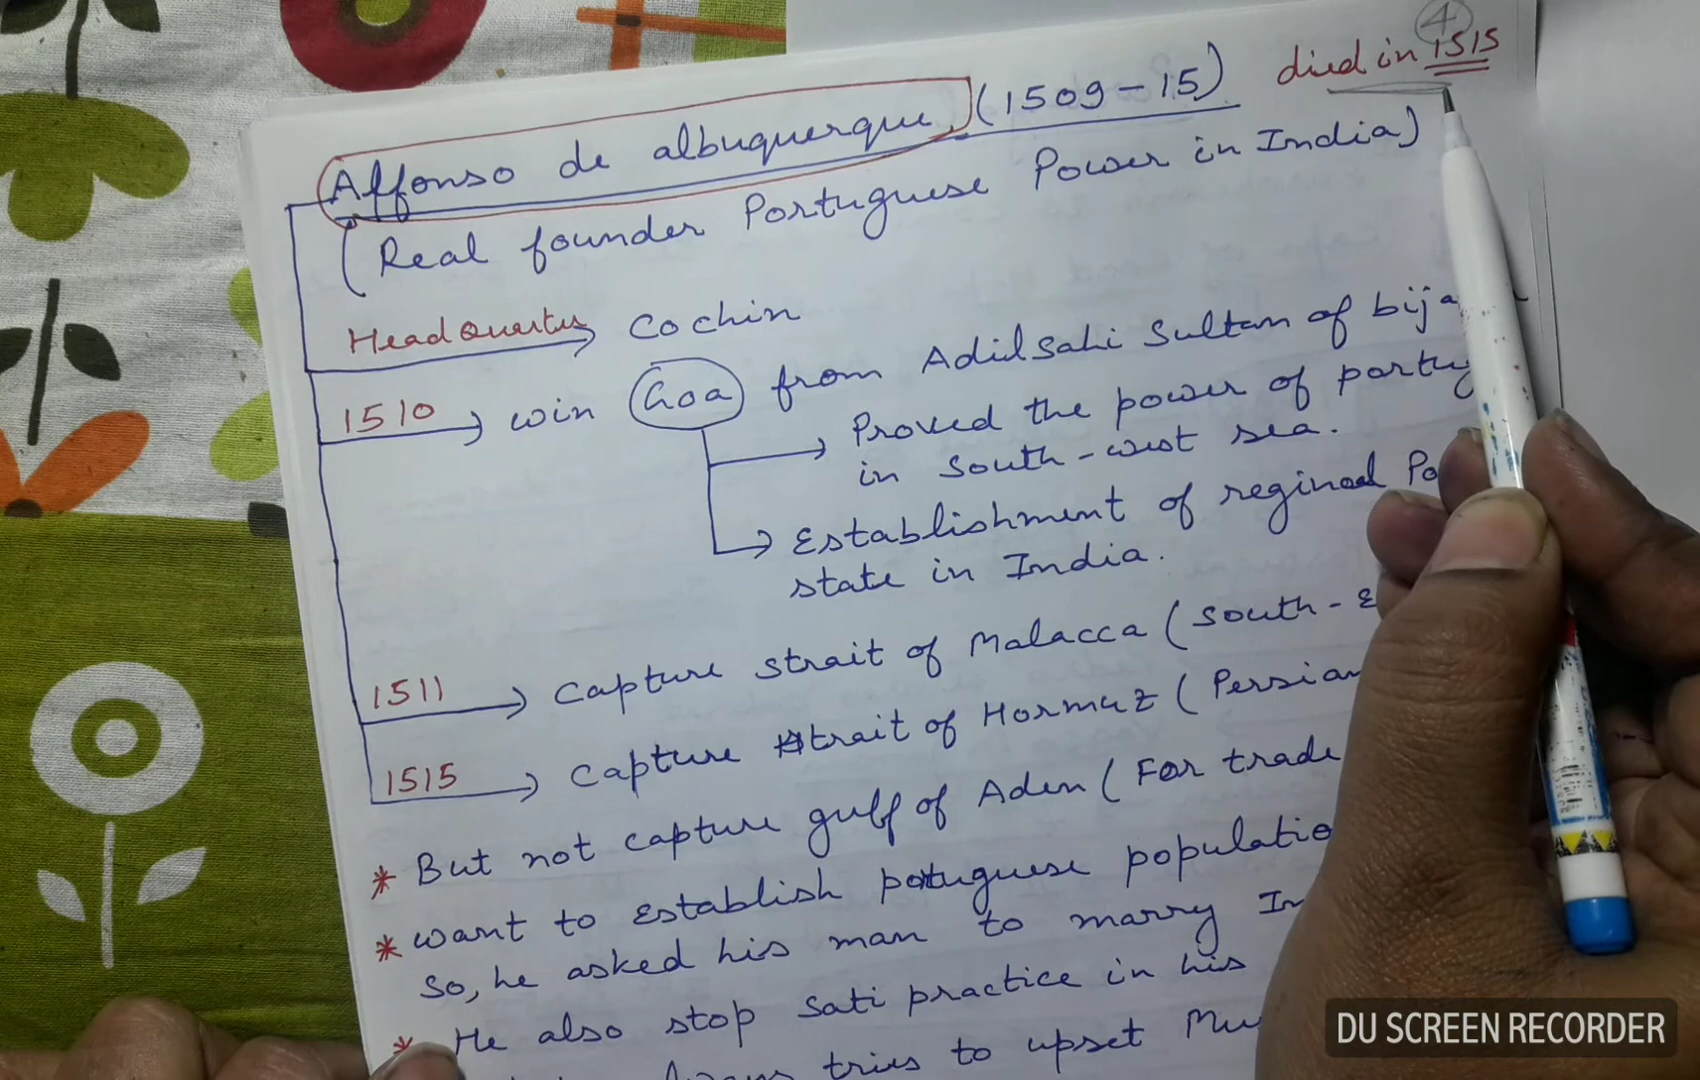 4
died in 1515
Affonso de albuquerque (1509-15)
(Real founder Portuguese Power in India)
Head Quarter → Cochin
1510 → win Goa from Adilsahi Sultan of bija
→ Proved the power of portug
in south-west sea.
→ Establishment of state in India.
1511 → capture strait of Malacca (South-E
1515 → capture strait of Hormuz (Persian
* But not capture gulf of Aden (For trade
* want to Establish portuguese populatio
so, he asked his man to marry In
* He also stop sati practice in his
tries to upset Mu
DU SCREEN RECORDER